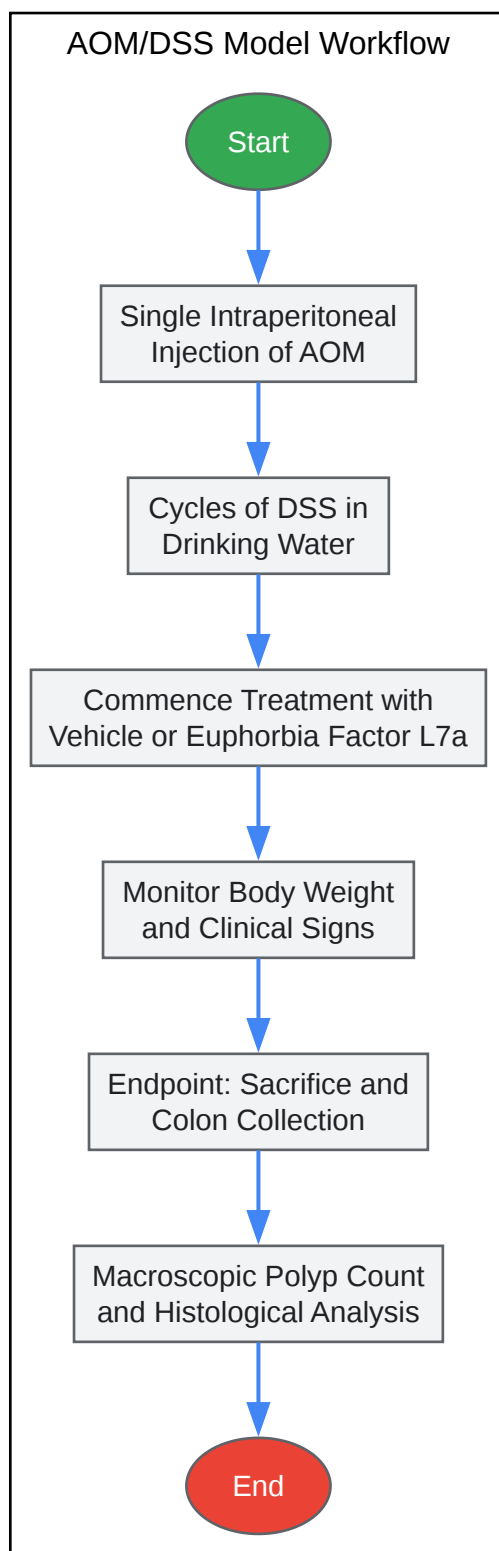 AOM/DSS Model Workflow
Start
Single Intraperitoneal
Injection of AOM
Cycles of DSS in
Drinking Water
Commence Treatment with
Vehicle or Euphorbia Factor L7a
Monitor Body Weight
and Clinical Signs
Endpoint: Sacrifice and
Colon Collection
Macroscopic Polyp Count
and Histological Analysis
End